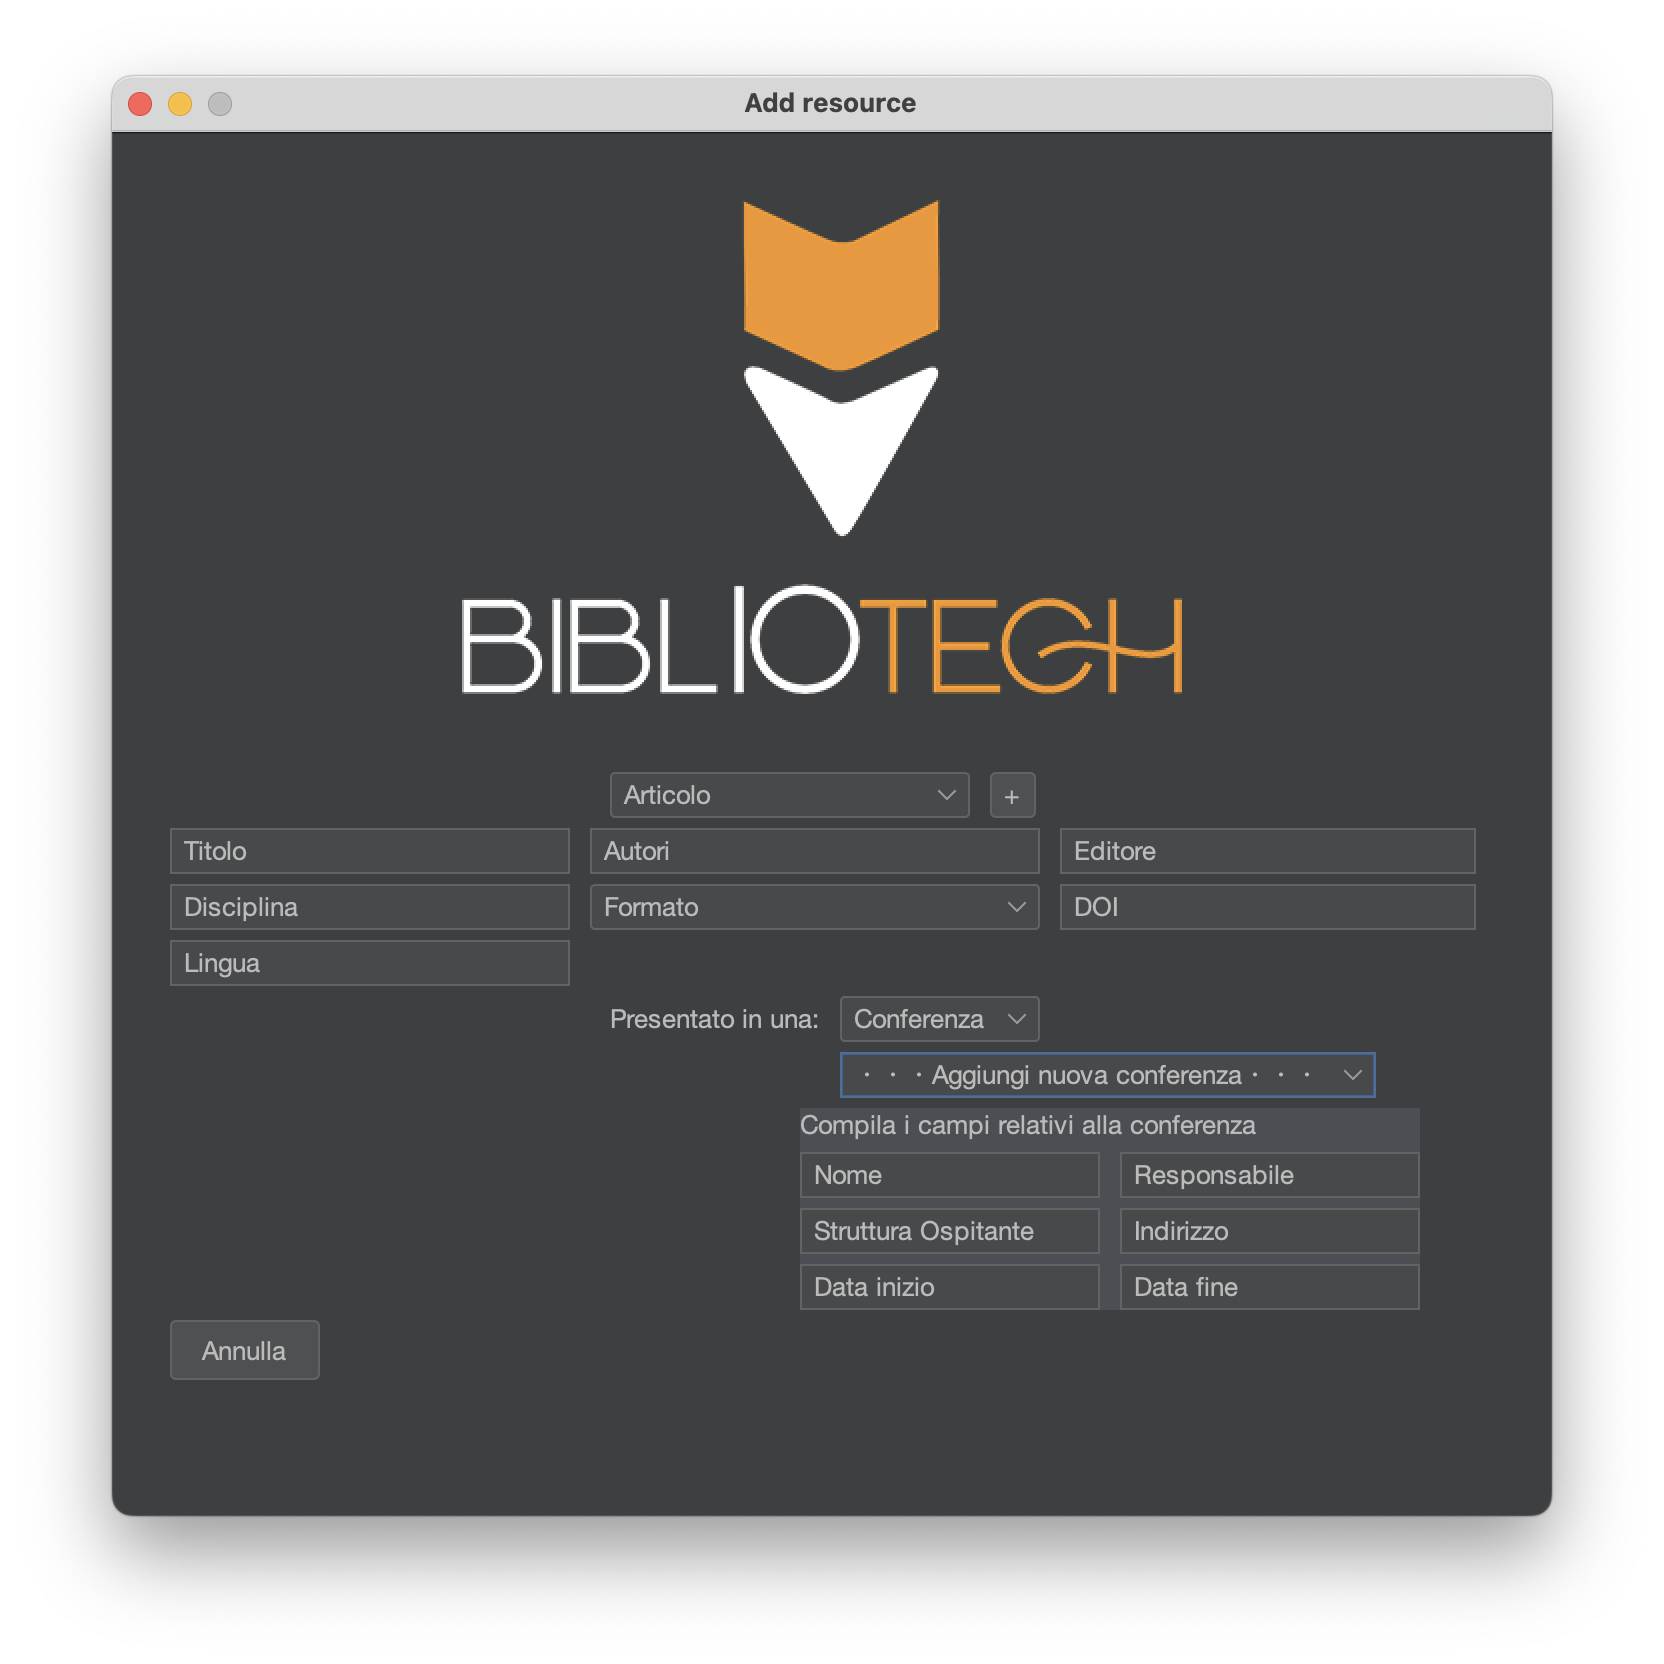 Add resource
BIBLIOTECH
Articolo +
Titolo Autori Editore
Disciplina Formato DOI
Lingua
Presentato in una: Conferenza
· · · Aggiungi nuova conferenza · · ·
Compila i campi relativi alla conferenza
Nome Responsabile
Struttura Ospitante Indirizzo
Data inizio Data fine
Annulla